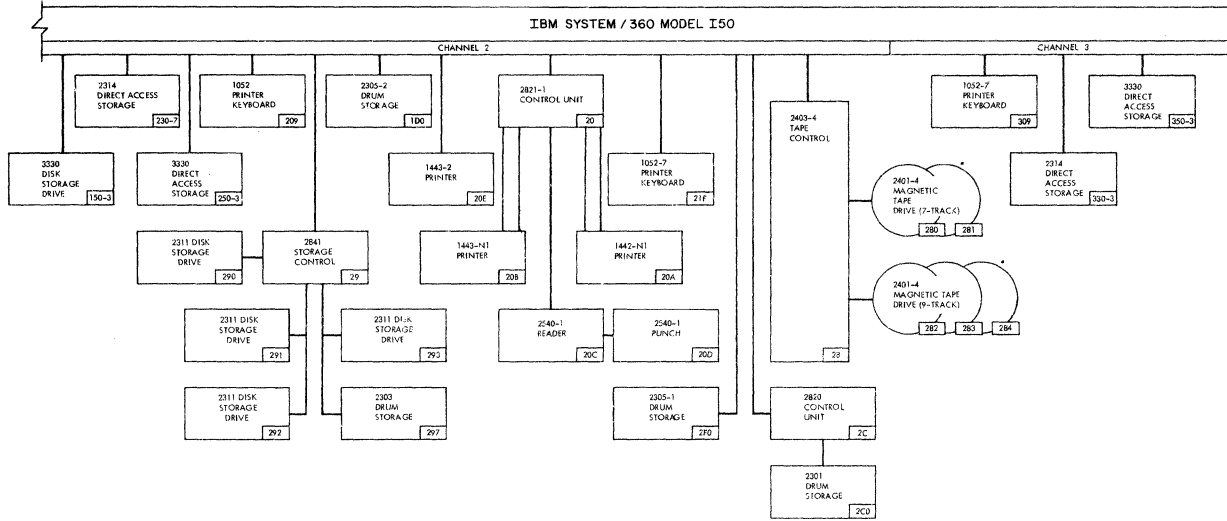 IBM SYSTEM / 360 MODEL I50
CHANNEL 2
CHANNEL 3
2314
DIRECT ACCESS
STORAGE
230-7
1052
PRINTER
KEYBOARD
209
2305-2
DRUM
STORAGE
1D0
2821-1
CONTROL UNIT
20
2403-4
TAPE
CONTROL
28
1052-7
PRINTER
KEYBOARD
309
3330
DIRECT
ACCESS
STORAGE
350-3
3330
DISK
STORAGE
DRIVE
150-3
3330
DIRECT
ACCESS
STORAGE
250-3
1443-2
PRINTER
20E
1052-7
PRINTER
KEYBOARD
21F
2314
DIRECT
ACCESS
STORAGE
330-3
2401-4
MAGNETIC
TAPE
DRIVE (7-TRACK)
280
281
*
2311 DISK
STORAGE
DRIVE
290
2841
STORAGE
CONTROL
29
1443-N1
PRINTER
20B
1442-N1
PRINTER
20A
2401-4
MAGNETIC TAPE
DRIVE (9-TRACK)
282
283
284
*
2311 DISK
STORAGE
DRIVE
291
2311 DISK
STORAGE
DRIVE
293
2540-1
READER
20C
2540-1
PUNCH
20D
2311 DISK
STORAGE
DRIVE
292
2303
DRUM
STORAGE
297
2305-1
DRUM
STORAGE
2F0
2820
CONTROL
UNIT
2C
2301
DRUM
STORAGE
2C0